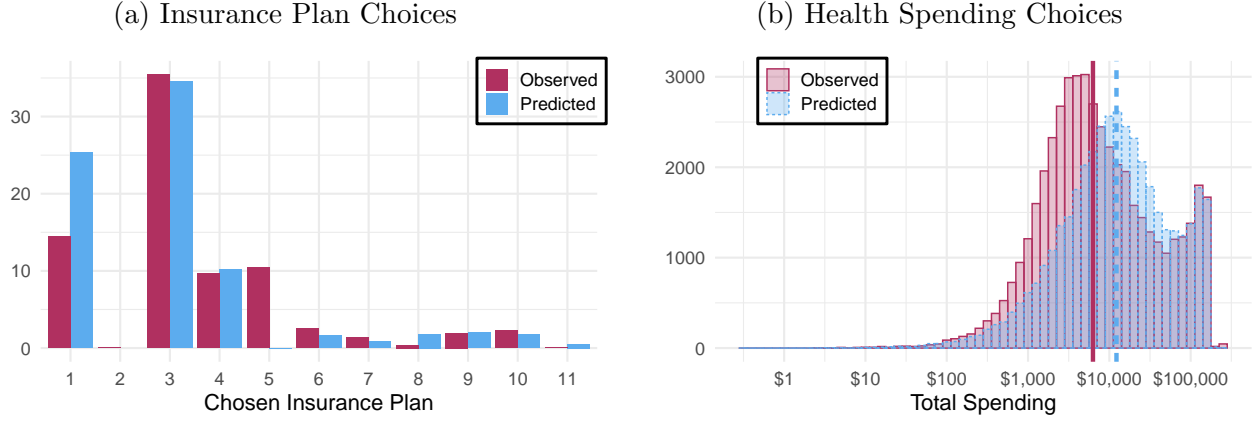 (a) Insurance Plan Choices
Observed
Predicted
30
20
10
0
1 2 3 4 5 6 7 8 9 10 11
Chosen Insurance Plan
(b) Health Spending Choices
Observed
Predicted
3000
2000
1000
0
$1 $10 $100 $1,000 $10,000 $100,000
Total Spending